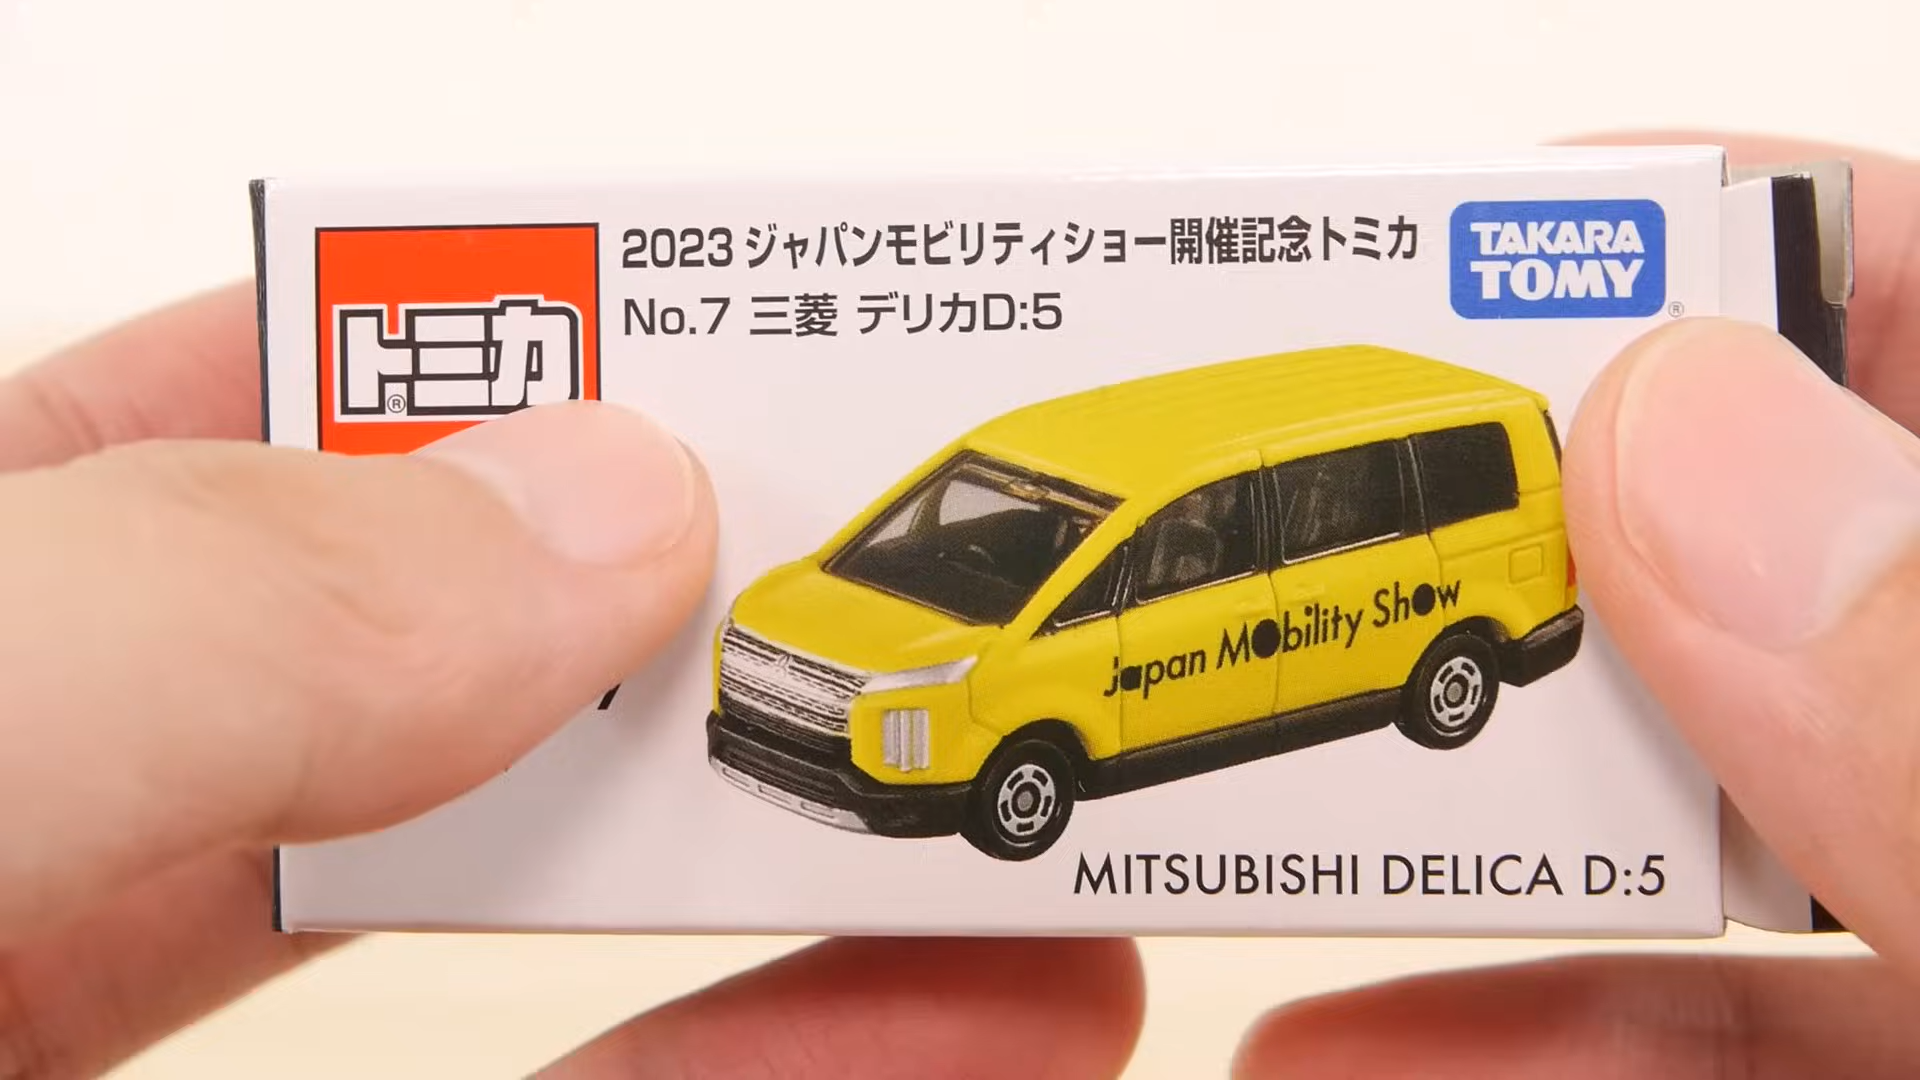 トミカ®
2023 ジャパンモビリティショー開催記念トミカ
No.7 三菱 デリカD:5
TAKARA
TOMY®
Japan Mobility Show
MITSUBISHI DELICA D:5